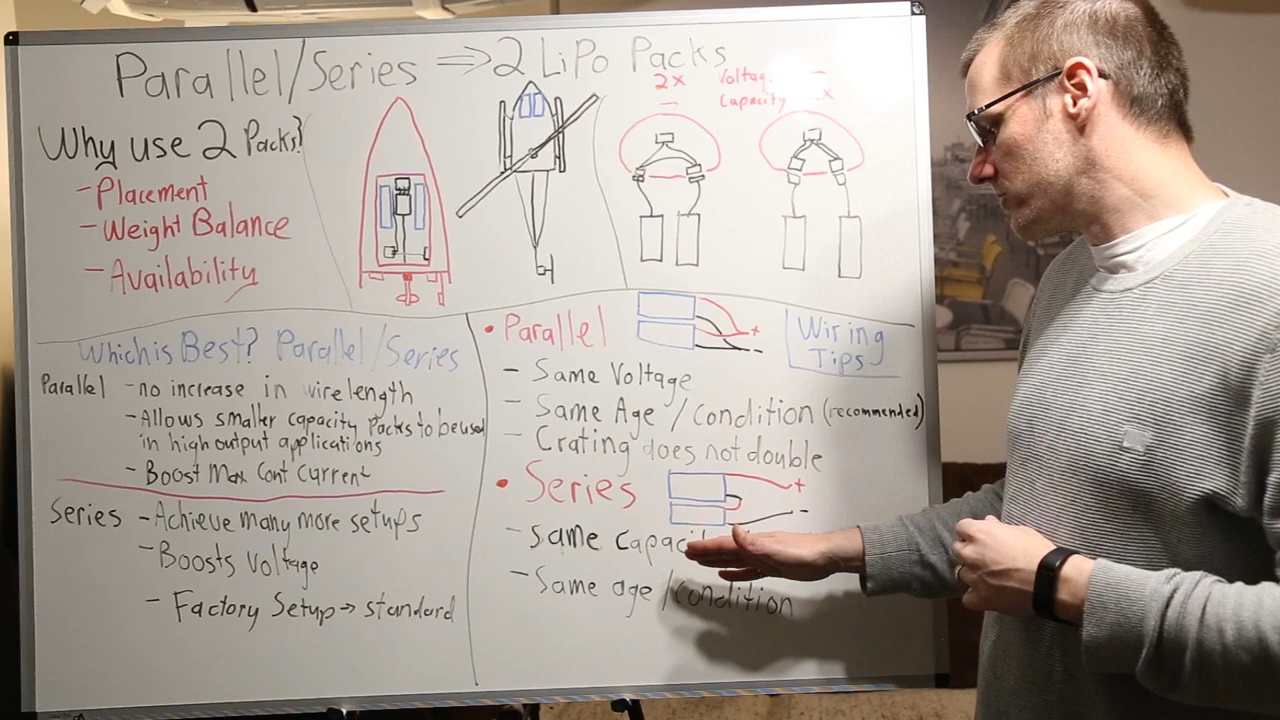 Parallel/Series ⇒ 2 LiPo Packs
Why use 2 Packs?
- Placement
- Weight Balance
- Availability
2x Voltag
— Capacity x
Which is Best? Parallel/Series
Parallel - no increase in wire length
- Allows smaller capacity packs to be used
in high output applications
- Boost Max Cont Current
Series - Achieve many more setups
- Boosts Voltage
- Factory Setup → standard
• Parallel
+
-
Wiring
Tips
- Same Voltage
- Same Age / condition (recommended)
- Crating does not double
• Series
+
-
- Same capaci
- Same age/condition